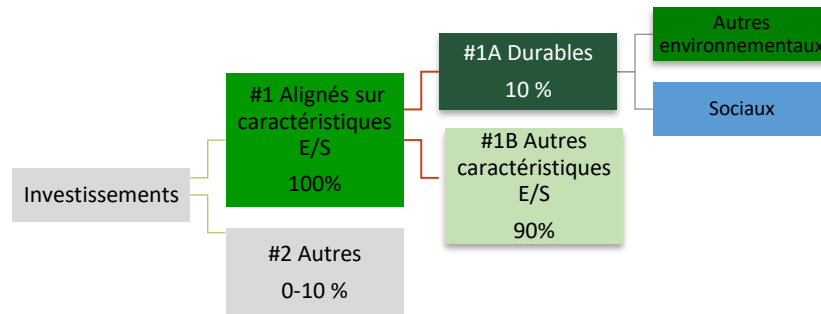 Investissements
#1 Alignés sur
caractéristiques
E/S
100%
#2 Autres
0-10 %
#1A Durables
10 %
#1B Autres
caractéristiques
E/S
90%
Autres
environnementaux
Sociaux